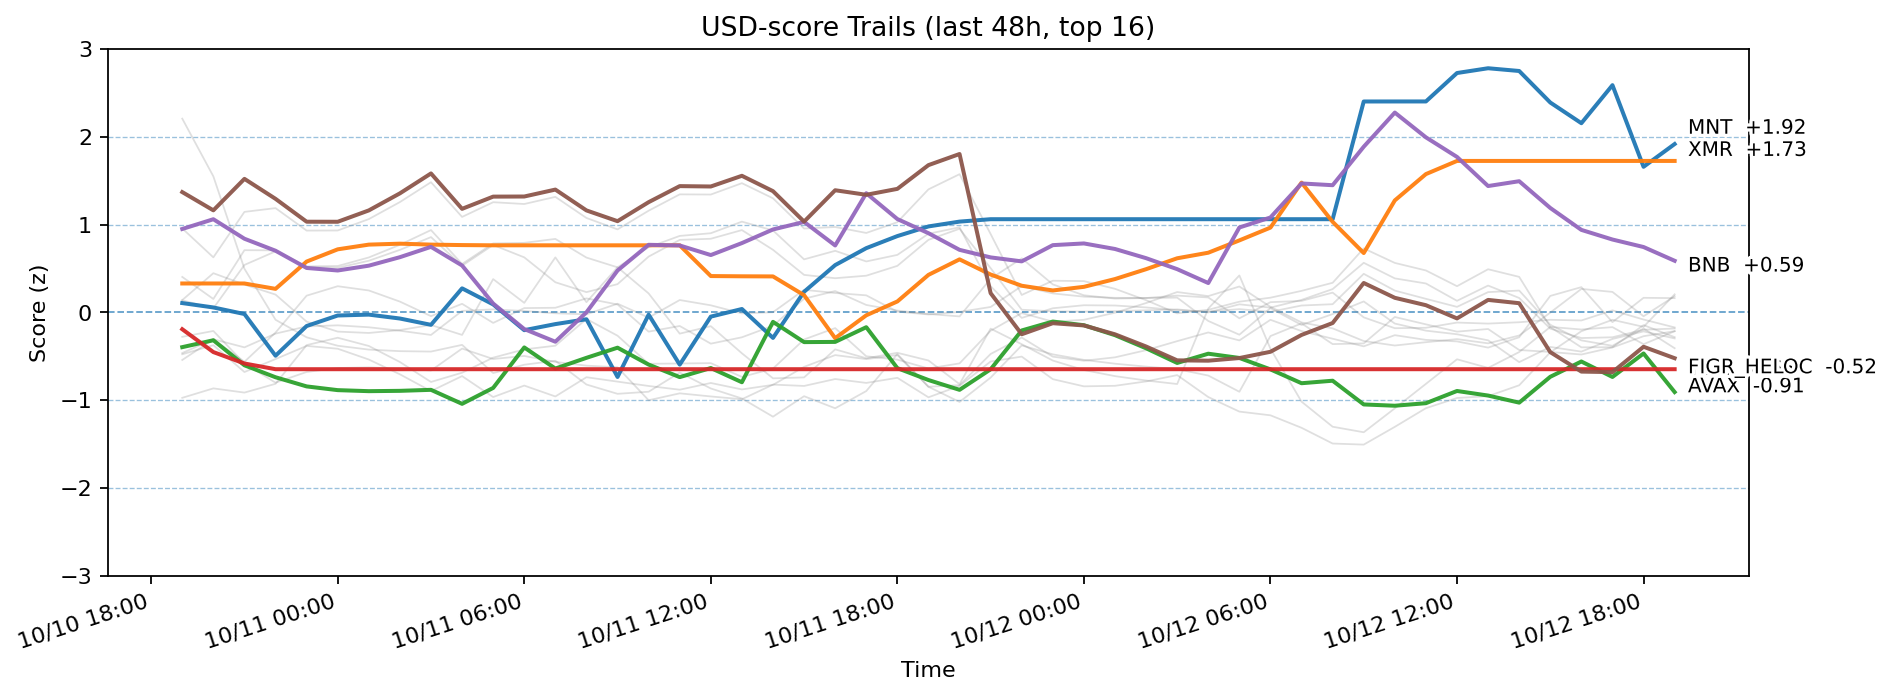 USD-score Trails (last 48h, top 16)
Score (z)
3
2
1
0
−1
−2
−3
MNT +1.92
XMR +1.73
BNB +0.59
FIGR_HELOC -0.52
AVAX -0.91
10/10 18:00
10/11 00:00
10/11 06:00
10/11 12:00
10/11 18:00
10/12 00:00
10/12 06:00
10/12 12:00
10/12 18:00
Time